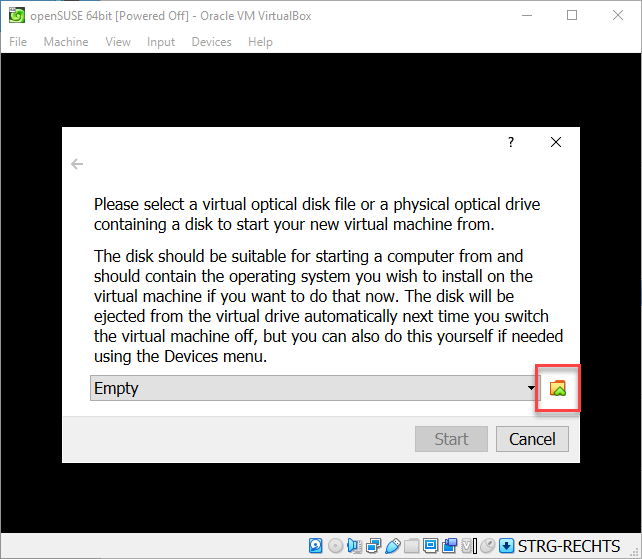 openSUSE 64bit [Powered Off] - Oracle VM VirtualBox
File Machine View Input Devices Help
?
Please select a virtual optical disk file or a physical optical drive
containing a disk to start your new virtual machine from.
The disk should be suitable for starting a computer from and
should contain the operating system you wish to install on the
virtual machine if you want to do that now. The disk will be
ejected from the virtual drive automatically next time you switch
the virtual machine off, but you can also do this yourself if needed
using the Devices menu.
Empty
Start Cancel
STRG-RECHTS